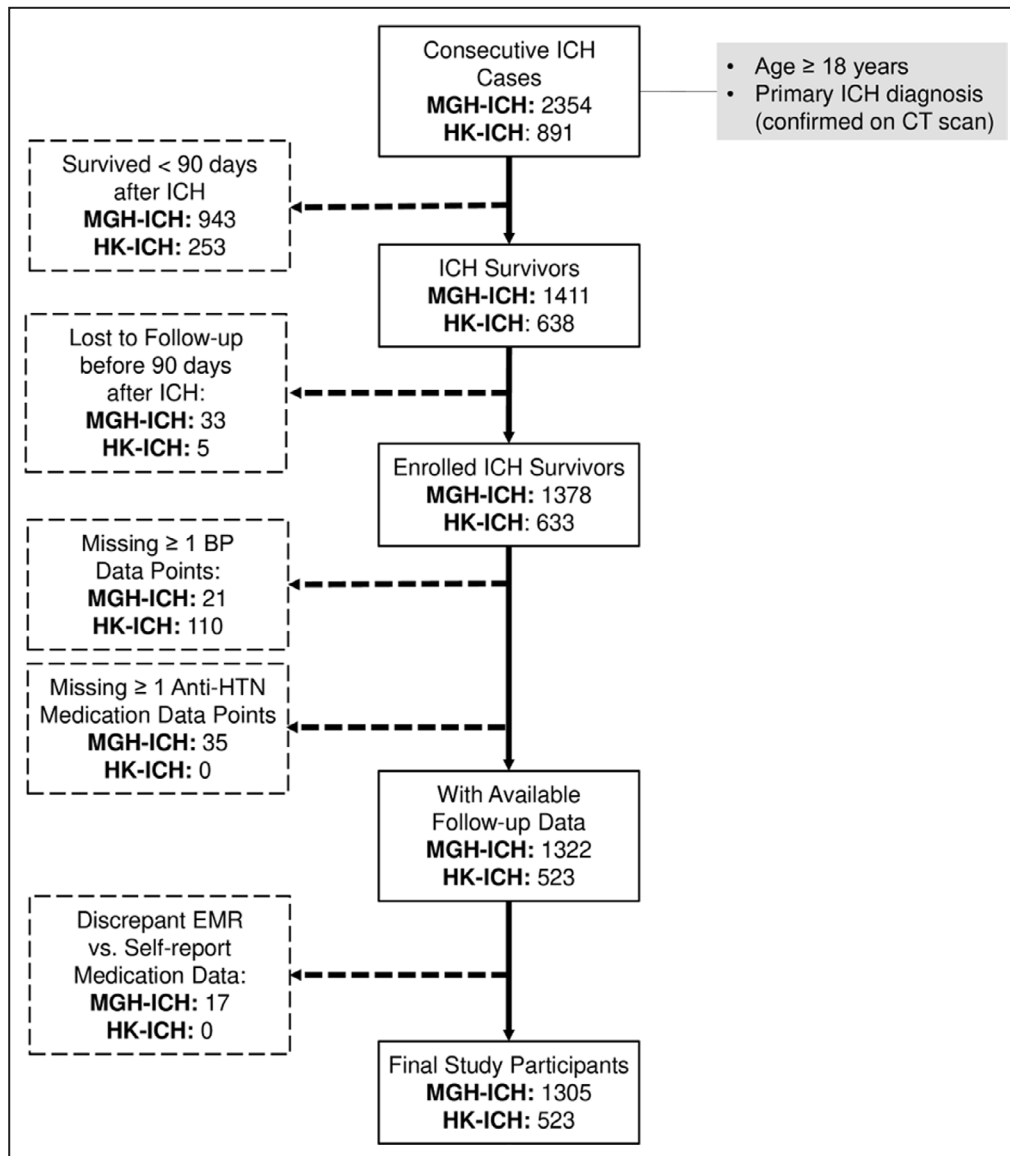 Consecutive ICH
Cases
MGH-ICH: 2354
HK-ICH: 891
• Age ≥ 18 years
• Primary ICH diagnosis
(confirmed on CT scan)
Survived < 90 days
after ICH
MGH-ICH: 943
HK-ICH: 253
ICH Survivors
MGH-ICH: 1411
HK-ICH: 638
Lost to Follow-up
before 90 days
after ICH:
MGH-ICH: 33
HK-ICH: 5
Enrolled ICH Survivors
MGH-ICH: 1378
HK-ICH: 633
Missing ≥ 1 BP
Data Points:
MGH-ICH: 21
HK-ICH: 110
Missing ≥ 1 Anti-HTN
Medication Data Points
MGH-ICH: 35
HK-ICH: 0
With Available
Follow-up Data
MGH-ICH: 1322
HK-ICH: 523
Discrepant EMR
vs. Self-report
Medication Data:
MGH-ICH: 17
HK-ICH: 0
Final Study Participants
MGH-ICH: 1305
HK-ICH: 523